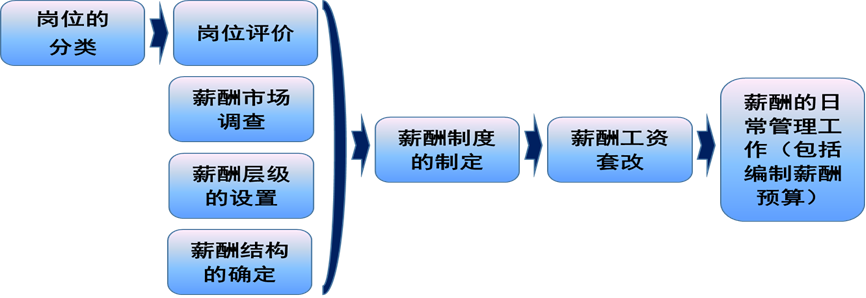 岗位的
分类
岗位评价
薪酬市场
调查
薪酬层级
的设置
薪酬结构
的确定
薪酬制度
的制定
薪酬工资
套改
薪酬的日
常管理工
作（包括
编制薪酬
预算）